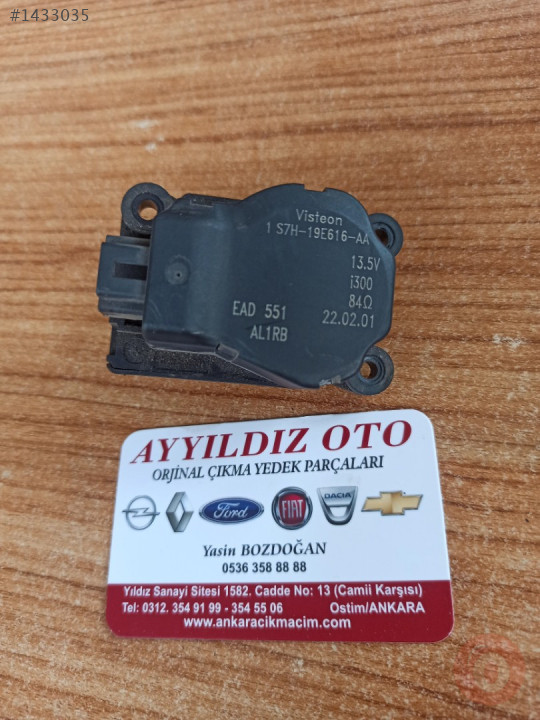 #1433035
Visteon
1 S7H-19E616-AA
13.5V
i300
84Ω
22.02.01
EAD 551
AL1RB
AYYILDIZ OTO
ORJİNAL ÇIKMA YEDEK PARÇALARI
Ford
FIAT
DACIA
Yasin BOZDOĞAN
0536 358 88 88
Yıldız Sanayi Sitesi 1582. Cadde No: 13 (Camii Karşısı)
Tel: 0312. 354 91 99 - 354 55 06 Ostim/ANKARA
www.ankaracikmacim.com